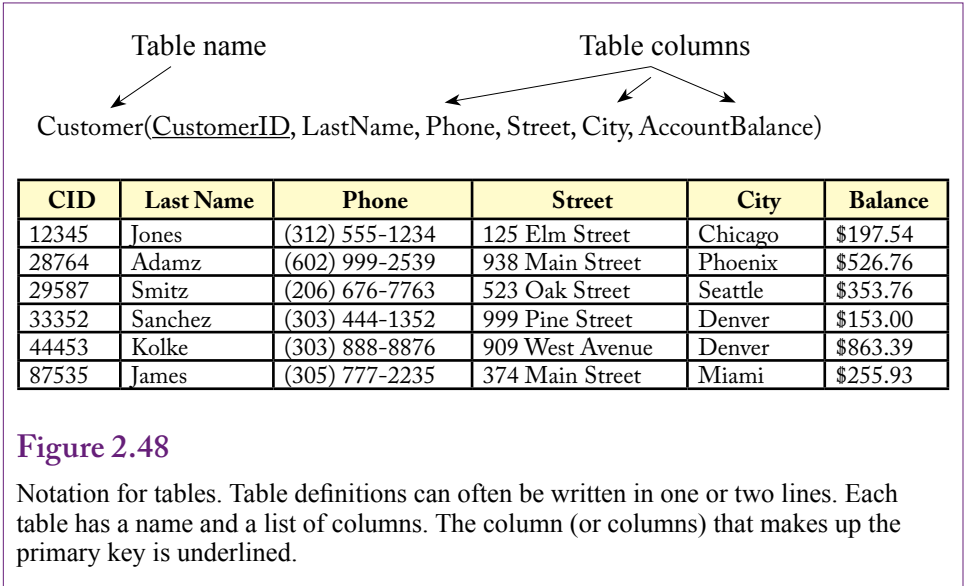 Table name Table columns
Customer(CustomerID, LastName, Phone, Street, City, AccountBalance)
CID Last Name Phone Street City Balance
12345 Jones (312) 555-1234 125 Elm Street Chicago $197.54
28764 Adamz (602) 999-2539 938 Main Street Phoenix $526.76
29587 Smitz (206) 676-7763 523 Oak Street Seattle $353.76
33352 Sanchez (303) 444-1352 999 Pine Street Denver $153.00
44453 Kolke (303) 888-8876 909 West Avenue Denver $863.39
87535 James (305) 777-2235 374 Main Street Miami $255.93
Figure 2.48
Notation for tables. Table definitions can often be written in one or two lines. Each
table has a name and a list of columns. The column (or columns) that makes up the
primary key is underlined.